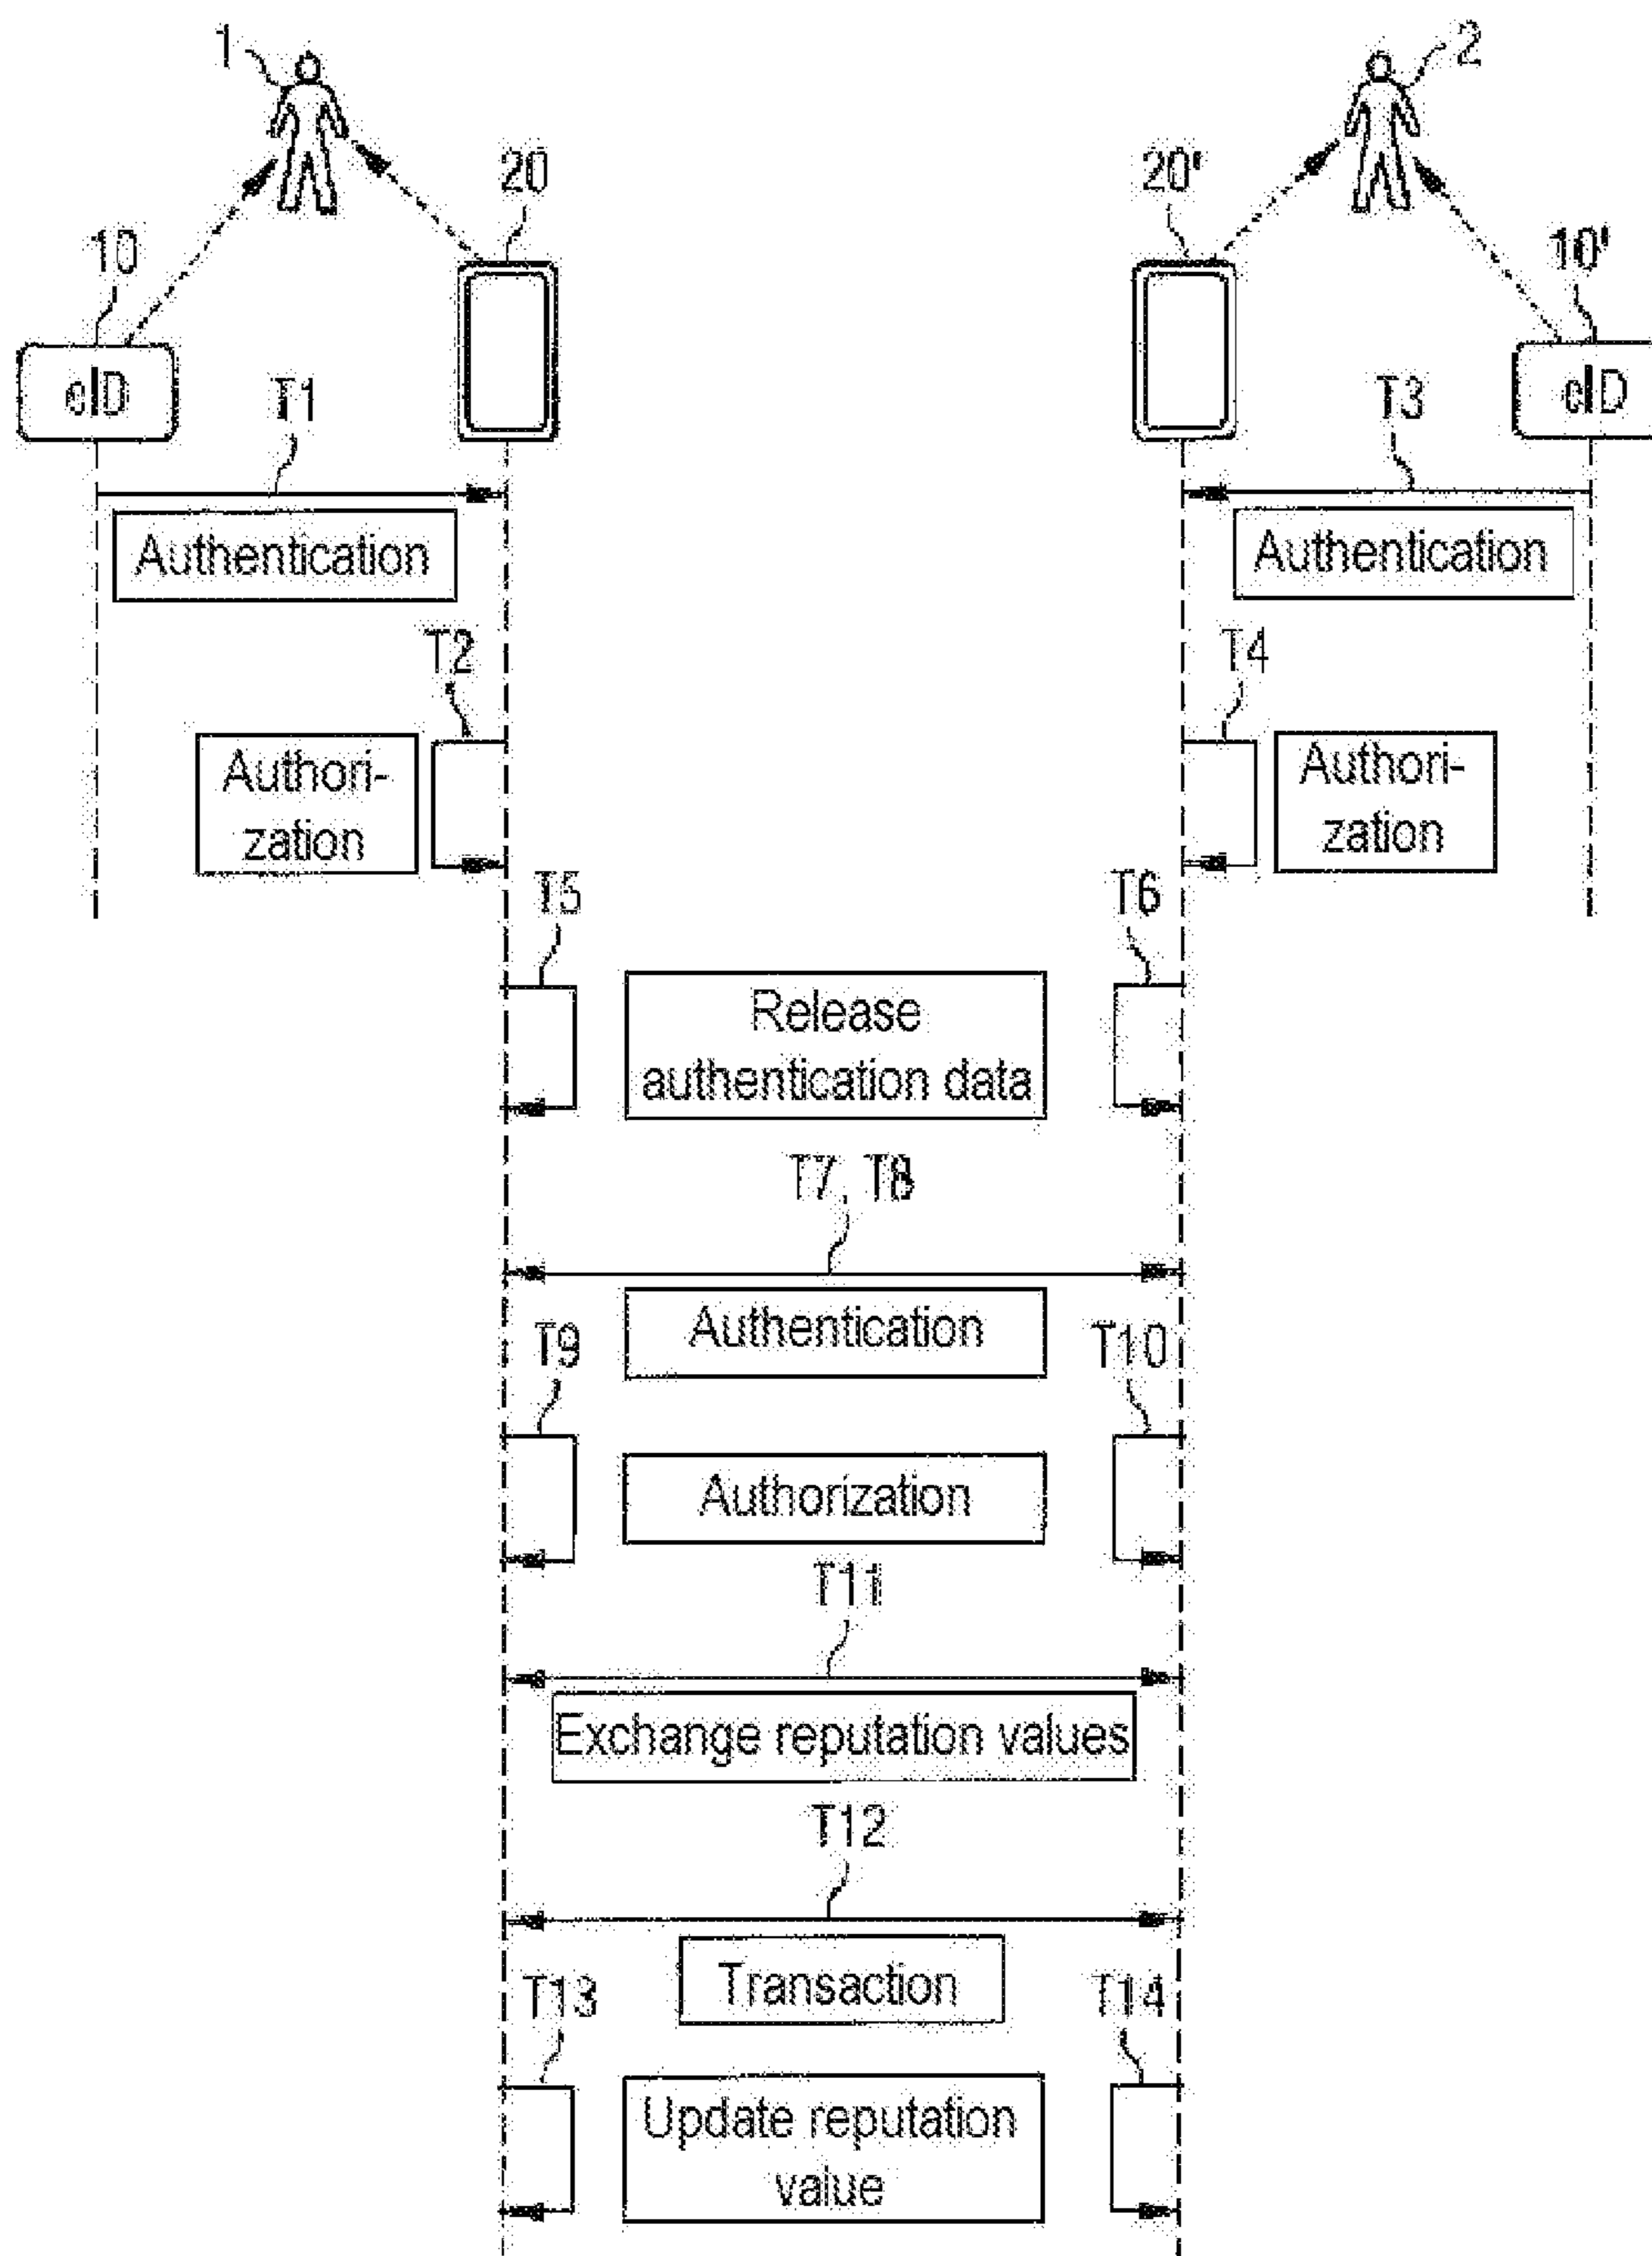 1
2
20
20'
10
10'
eID
eID
T1
T3
Authentication
Authentication
T2
T4
Authori-
zation
Authori-
zation
T5
T6
Release
authentication data
T7, T8
Authentication
T9
T10
Authorization
T11
Exchange reputation values
T12
Transaction
T13
T14
Update reputation
value